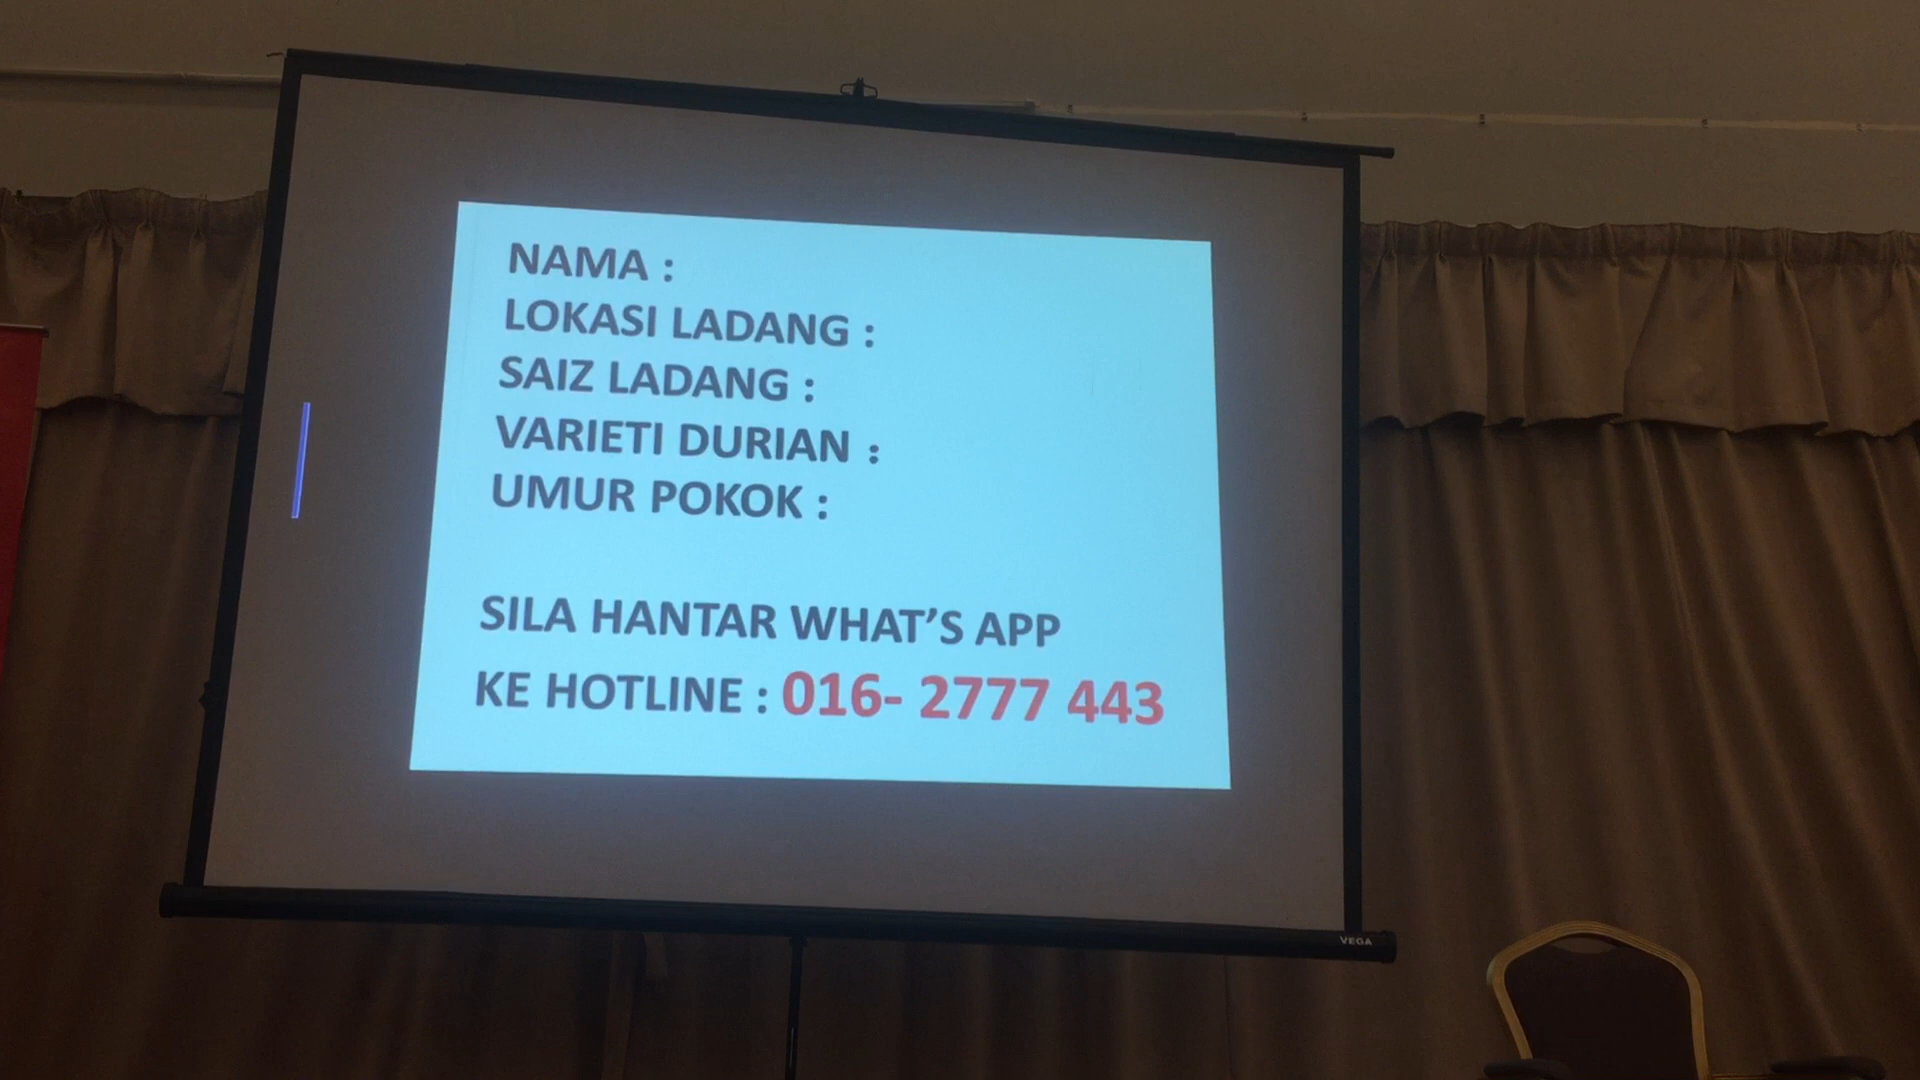 NAMA :
LOKASI LADANG :
SAIZ LADANG :
VARIETI DURIAN :
UMUR POKOK :
SILA HANTAR WHAT'S APP
KE HOTLINE : 016- 2777 443
VEGA